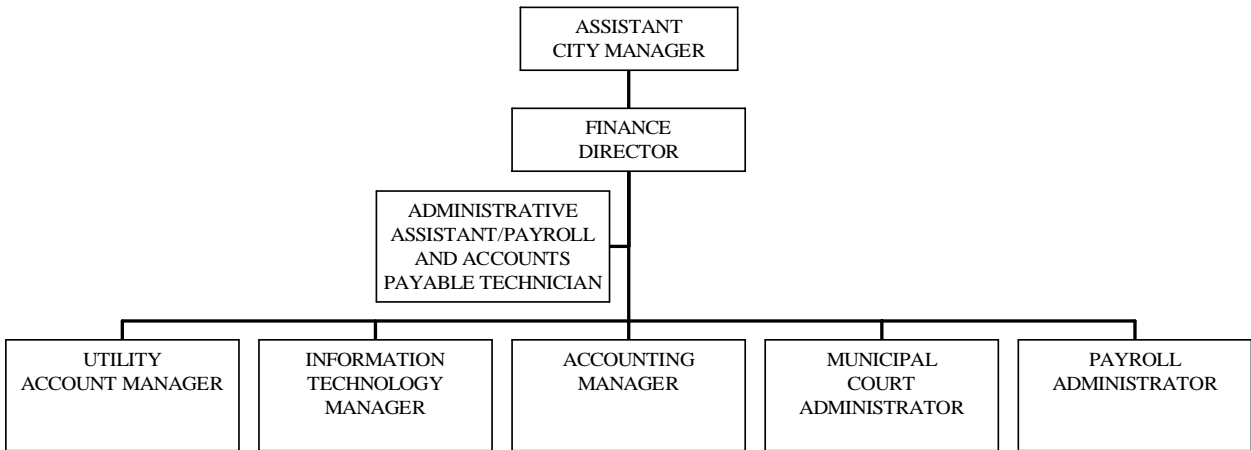 ASSISTANT
CITY MANAGER
FINANCE
DIRECTOR
ADMINISTRATIVE
ASSISTANT/PAYROLL
AND ACCOUNTS
PAYABLE TECHNICIAN
UTILITY
ACCOUNT MANAGER
INFORMATION
TECHNOLOGY
MANAGER
ACCOUNTING
MANAGER
MUNICIPAL
COURT
ADMINISTRATOR
PAYROLL
ADMINISTRATOR